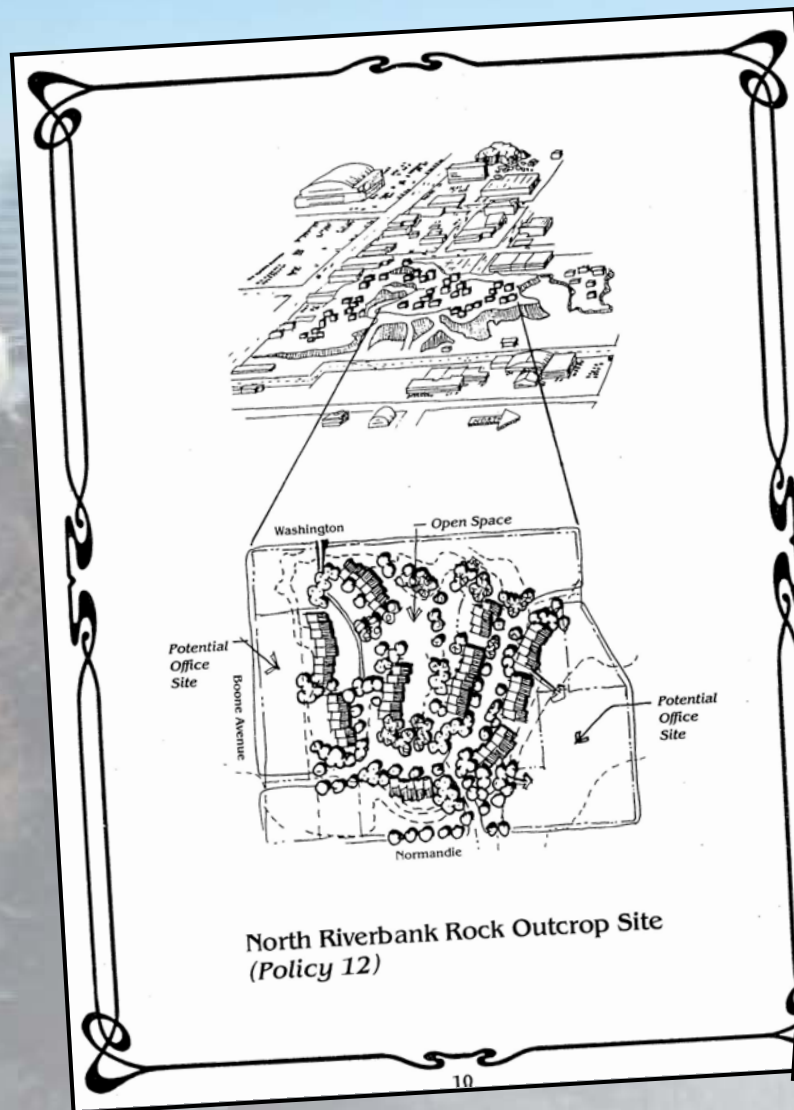 NORTH
Washington
Open Space
Potential
Office
Site
Boone Avenue
Potential
Office
Site
Normandie
North Riverbank Rock Outcrop Site
(Policy 12)
10